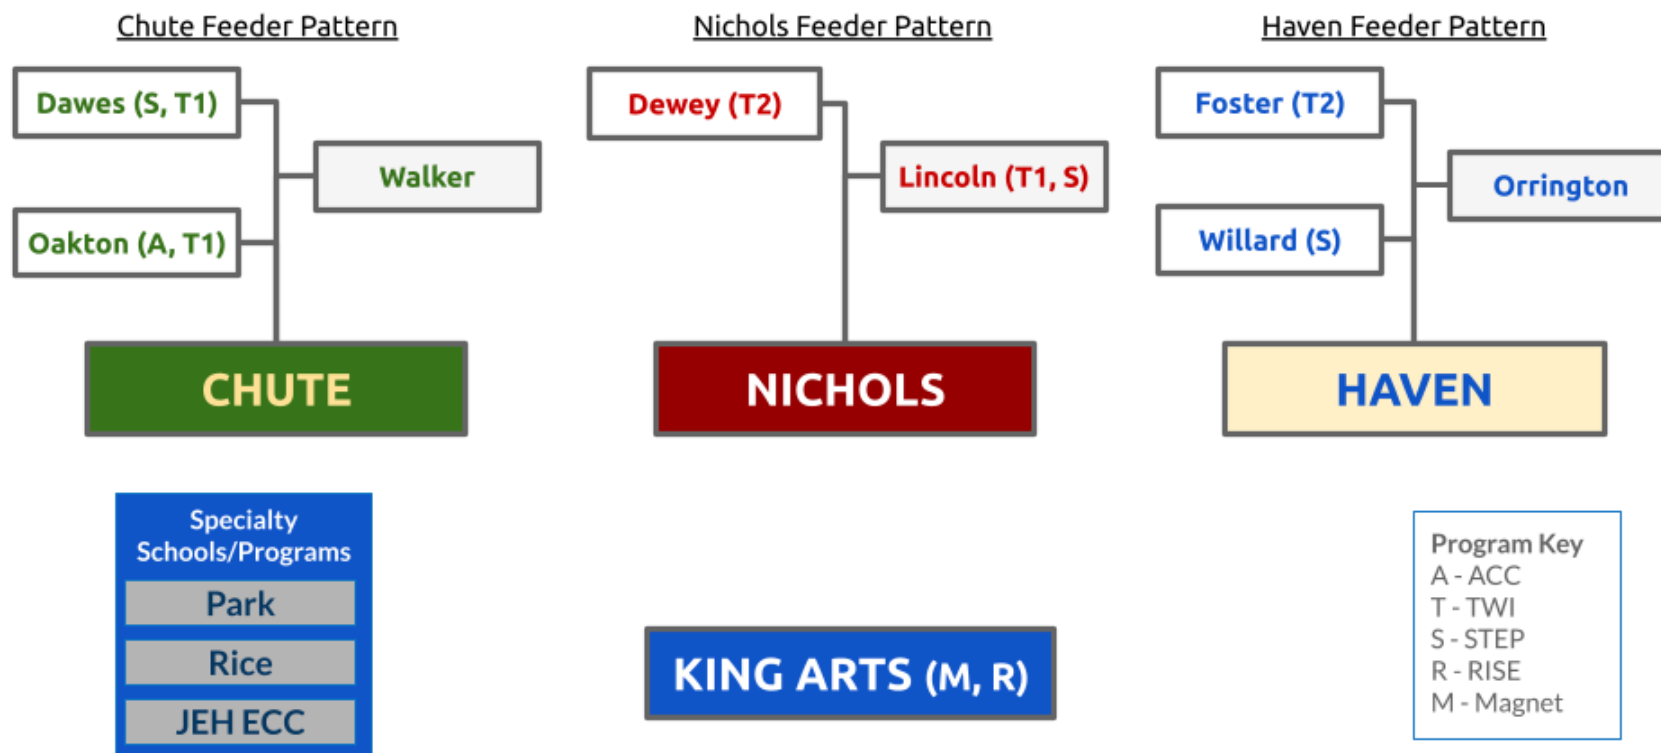 Chute Feeder Pattern
Dawes (S, T1)
Walker
Oakton (A, T1)
CHUTE
Nichols Feeder Pattern
Dewey (T2)
Lincoln (T1, S)
NICHOLS
Haven Feeder Pattern
Foster (T2)
Orrington
Willard (S)
HAVEN
Specialty
Schools/Programs
Park
Rice
JEH ECC
KING ARTS (M, R)
Program Key
A - ACC
T - TWI
S - STEP
R - RISE
M - Magnet